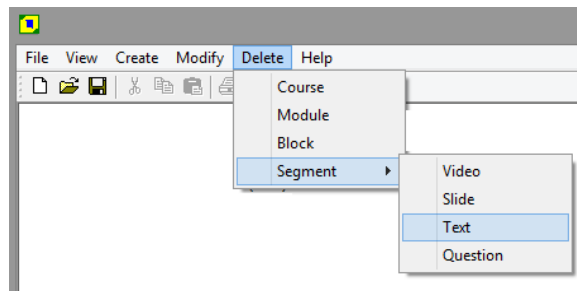 File View Create Modify Delete Help
Course
Module
Block
Segment
Video
Slide
Text
Question